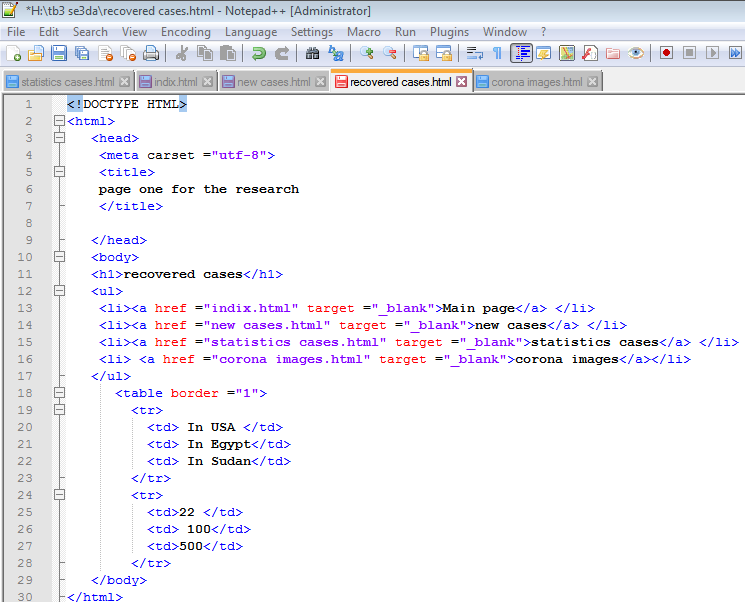 *H:\tb3 se3da\recovered cases.html - Notepad++ [Administrator]
File Edit Search View Encoding Language Settings Macro Run Plugins Window ?
statistics cases.html indix.html new cases.html recovered cases.html corona images.html
1 <!DOCTYPE HTML>
2 <html>
3 <head>
4 <meta carset ="utf-8">
5 <title>
6 page one for the research
7 </title>
8
9 </head>
10 <body>
11 <h1>recovered cases</h1>
12 <ul>
13 <li><a href ="indix.html" target ="_blank">Main page</a> </li>
14 <li><a href ="new cases.html" target ="_blank">new cases</a> </li>
15 <li><a href ="statistics cases.html" target ="_blank">statistics cases</a> </li>
16 <li> <a href ="corona images.html" target ="_blank">corona images</a></li>
17 </ul>
18 <table border ="1">
19 <tr>
20 <td> In USA </td>
21 <td> In Egypt</td>
22 <td> In Sudan</td>
23 </tr>
24 <tr>
25 <td>22 </td>
26 <td> 100</td>
27 <td>500</td>
28 </tr>
29 </body>
30 </html>